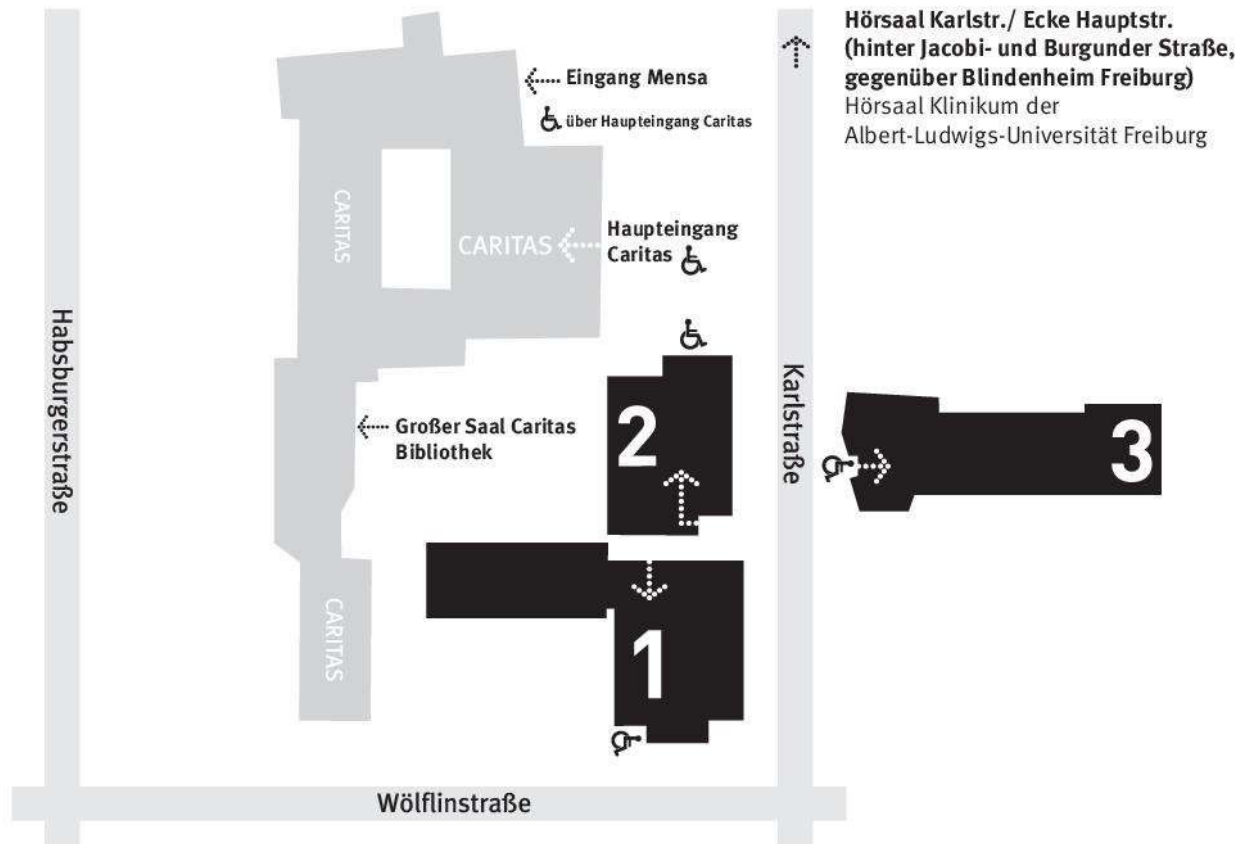 Hörsaal Karlstr./ Ecke Hauptstr.
(hinter Jacobi- und Burgunder Straße,
gegenüber Blindenheim Freiburg)
Hörsaal Klinikum der
Albert-Ludwigs-Universität Freiburg
Eingang Mensa
über Haupteingang Caritas
CARITAS
CARITAS
Haupteingang
Caritas
Habsburgerstraße
Karlstraße
Großer Saal Caritas
Bibliothek
2
3
1
CARITAS
Wölflinstraße